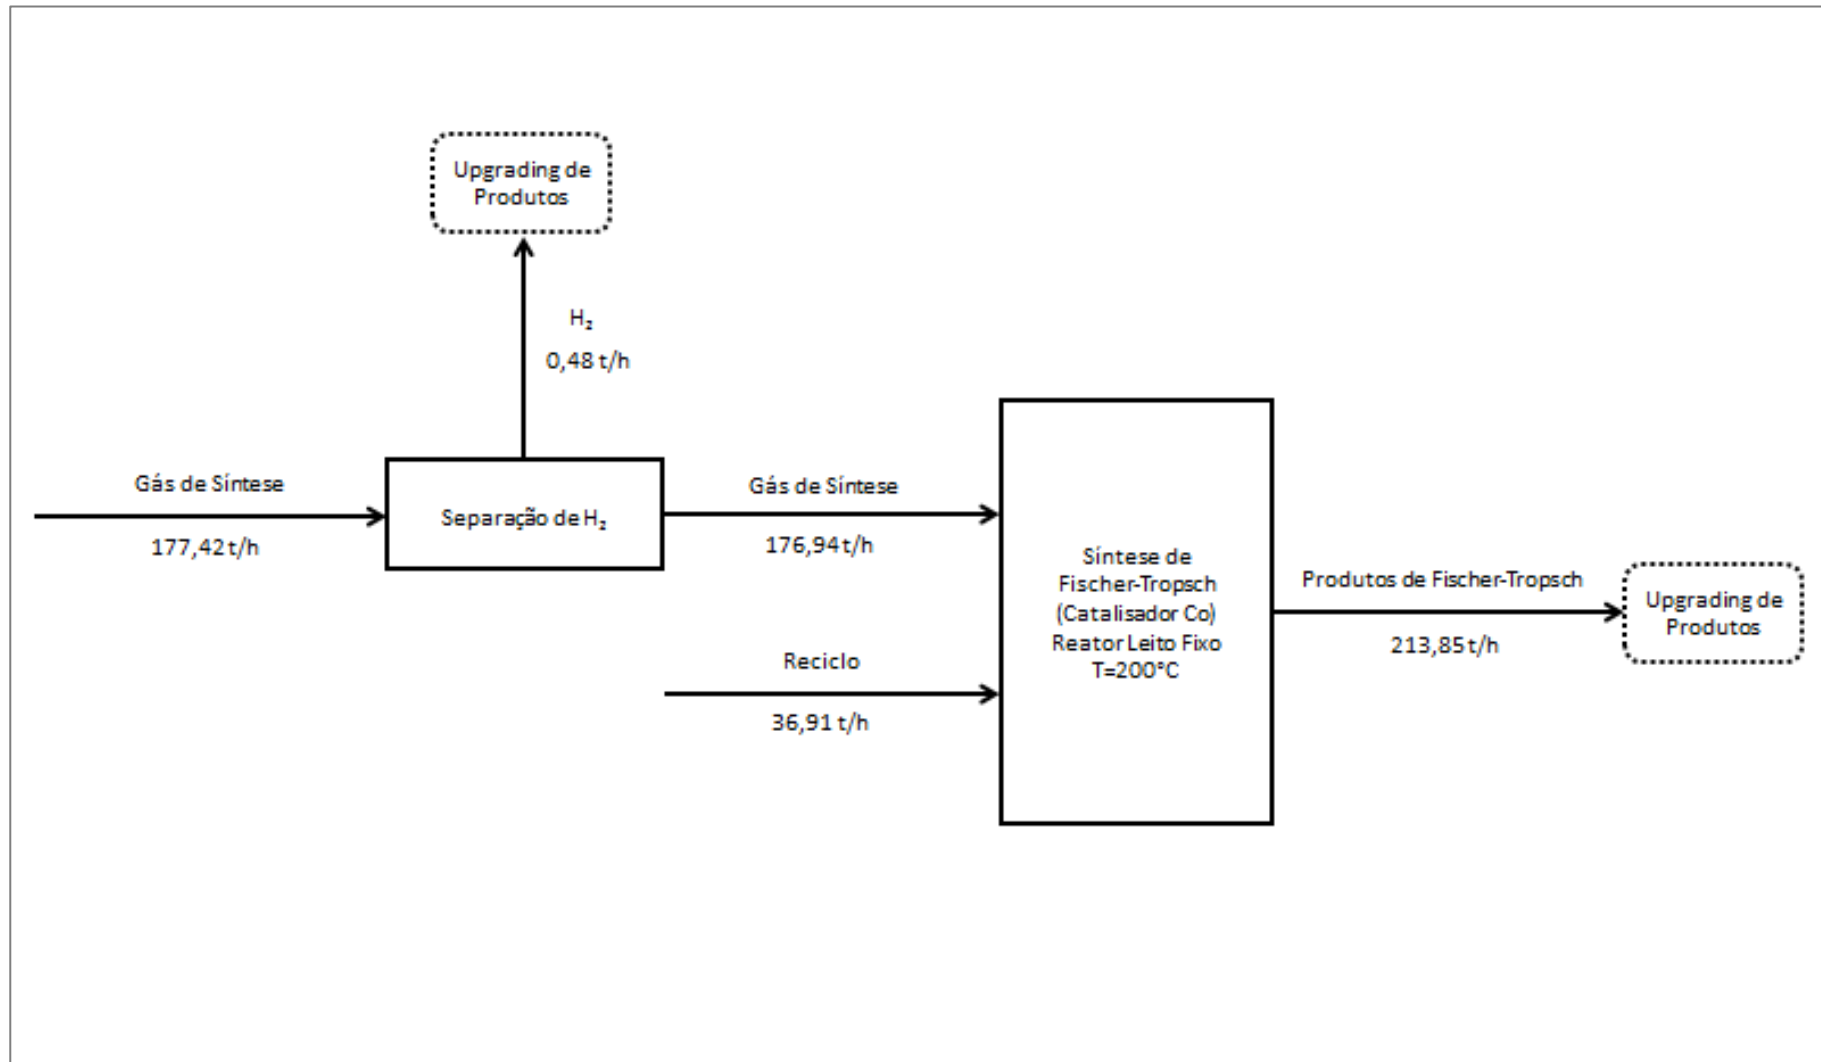 Upgrading de
Produtos
H₂
0,48 t/h
Gás de Síntese
177,42 t/h
Separação de H₂
Gás de Síntese
176,94 t/h
Reciclo
36,91 t/h
Síntese de
Fischer-Tropsch
(Catalisador Co)
Reator Leito Fixo
T=200°C
Produtos de Fischer-Tropsch
213,85 t/h
Upgrading de
Produtos